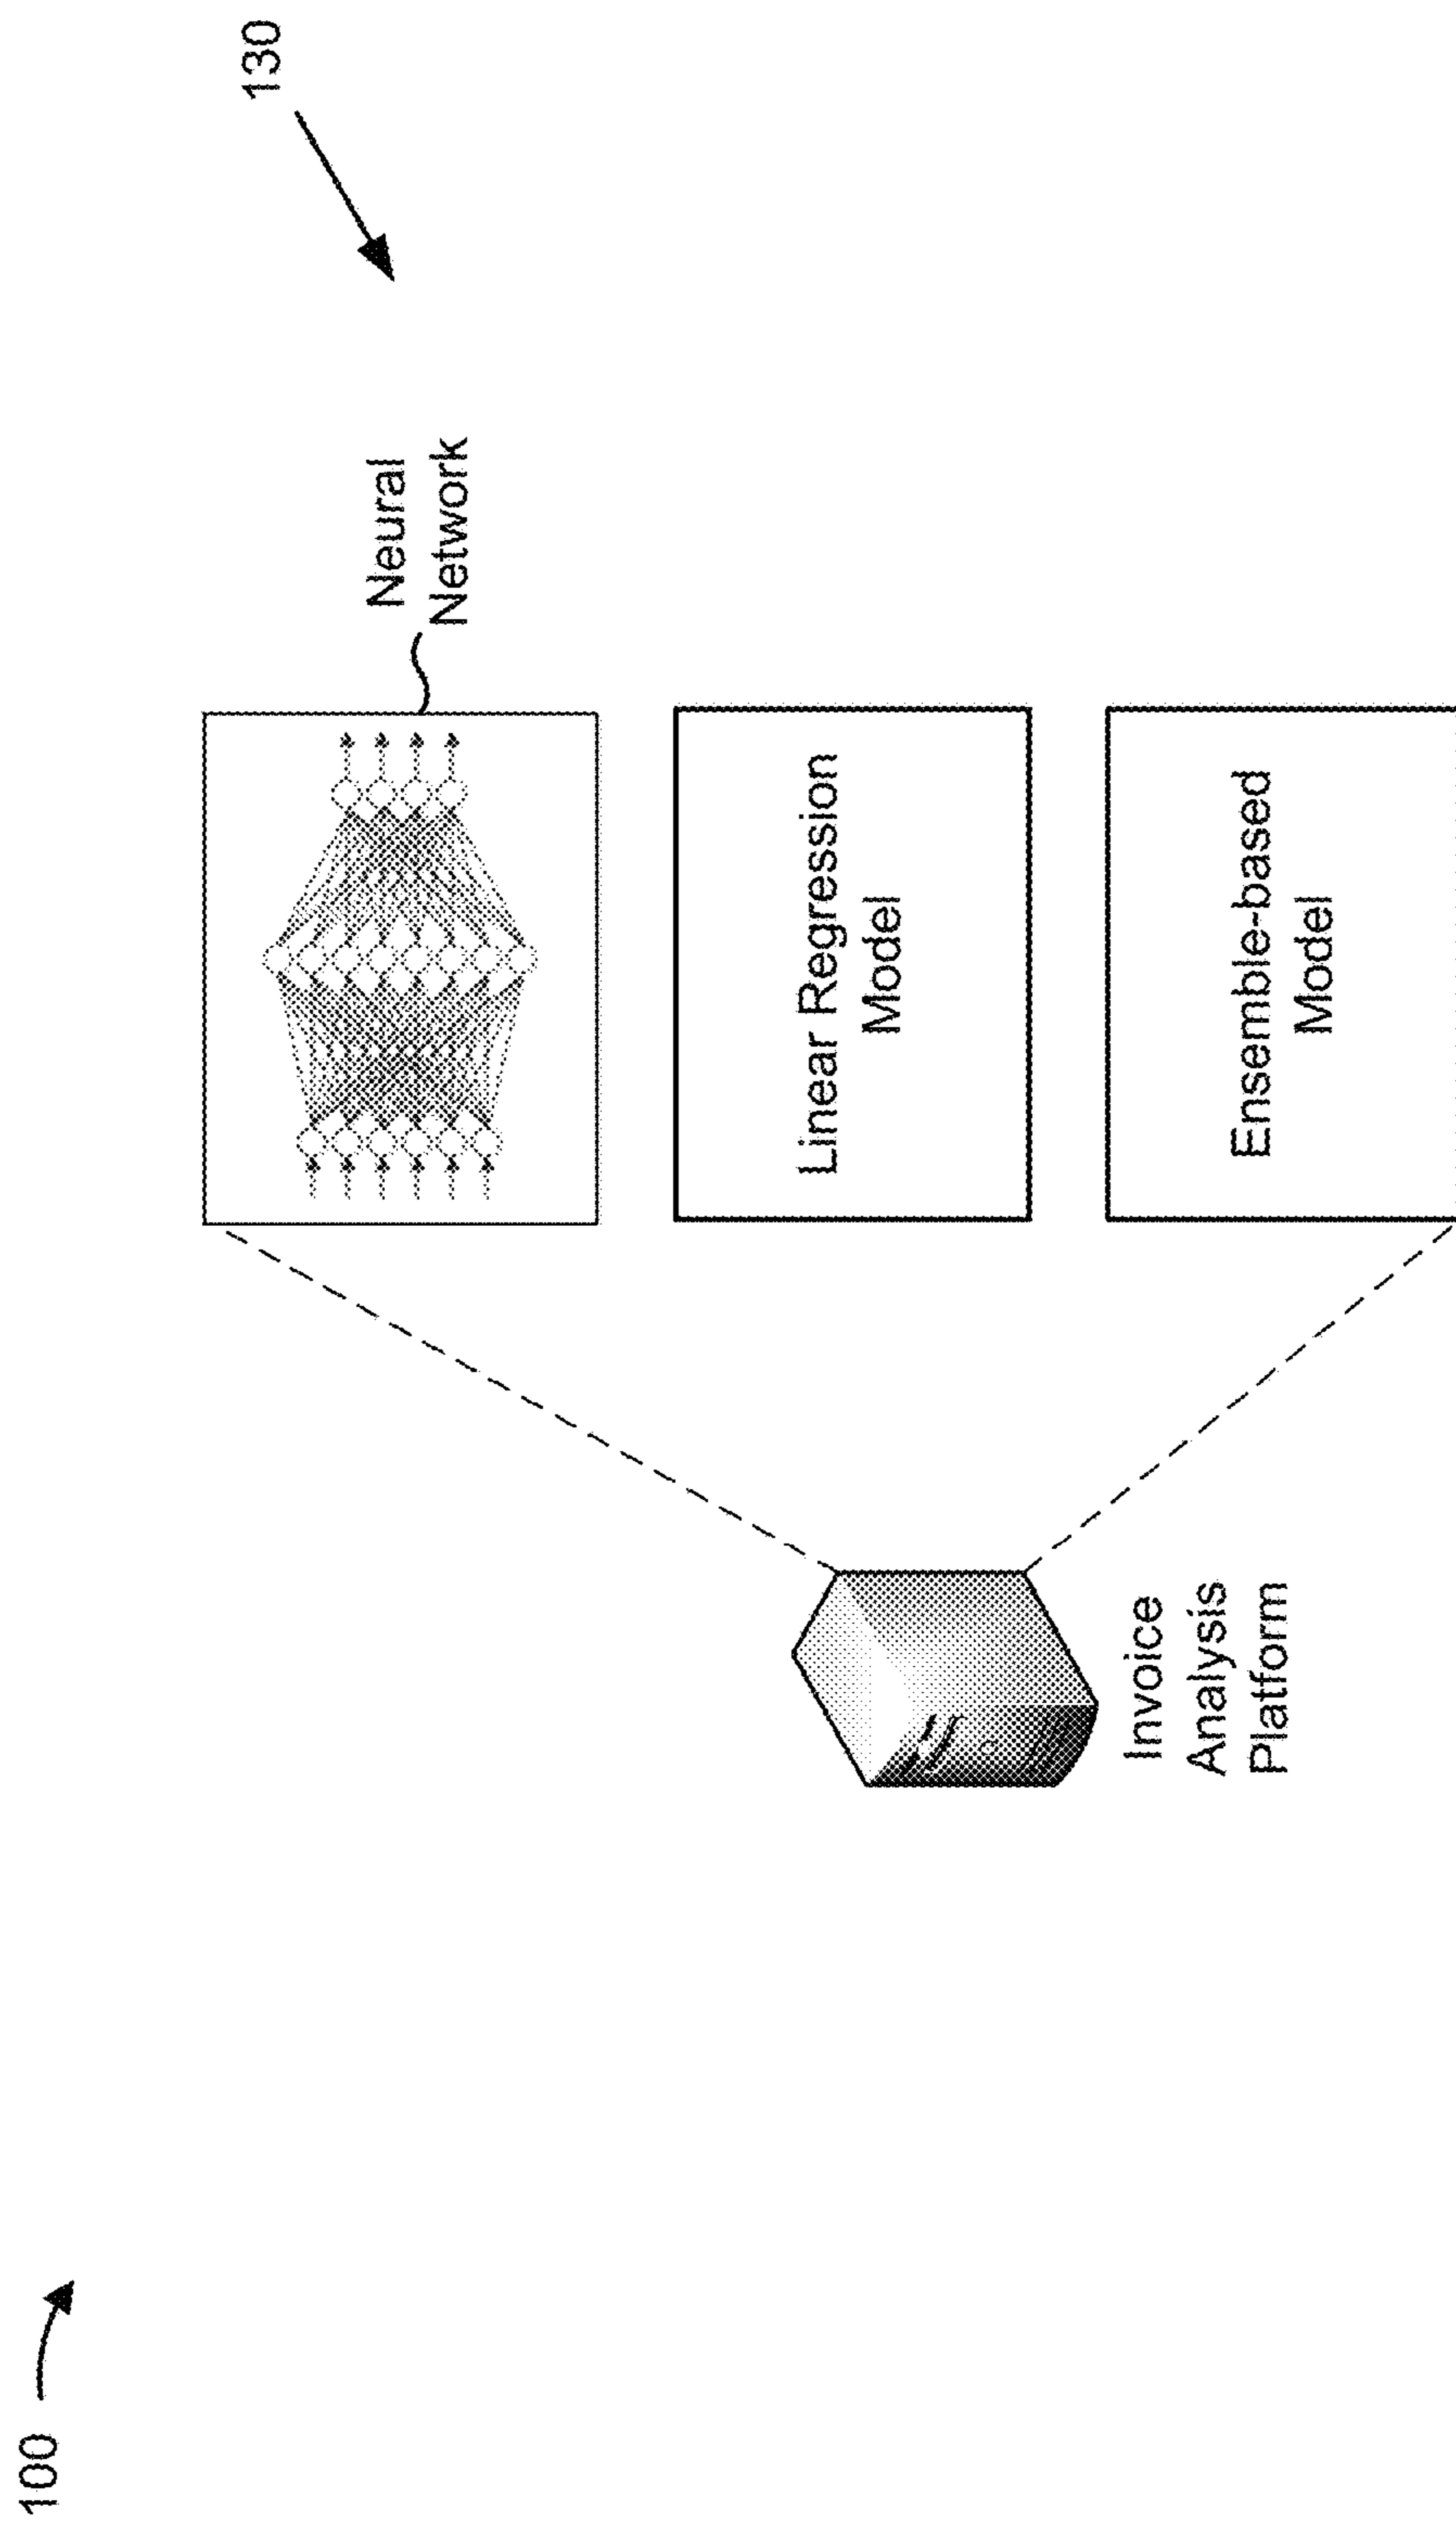 100
130
Neural
Network
Linear Regression
Model
Ensemble-based
Model
Invoice
Analysis
Platform